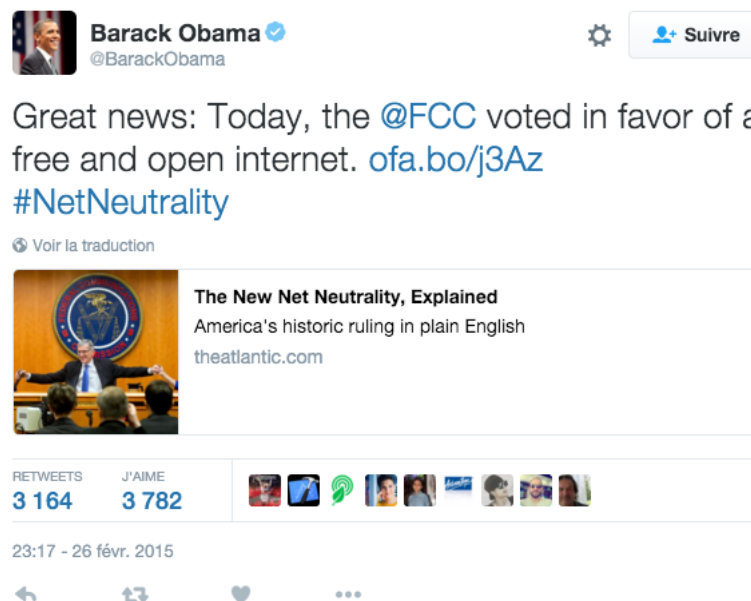 Barack Obama
@BarackObama
Suivre
Great news: Today, the @FCC voted in favor of a
free and open internet. ofa.bo/j3Az
#NetNeutrality
Voir la traduction
The New Net Neutrality, Explained
America's historic ruling in plain English
theatlantic.com
RETWEETS J'AIME
3 164 3 782
23:17 - 26 févr. 2015